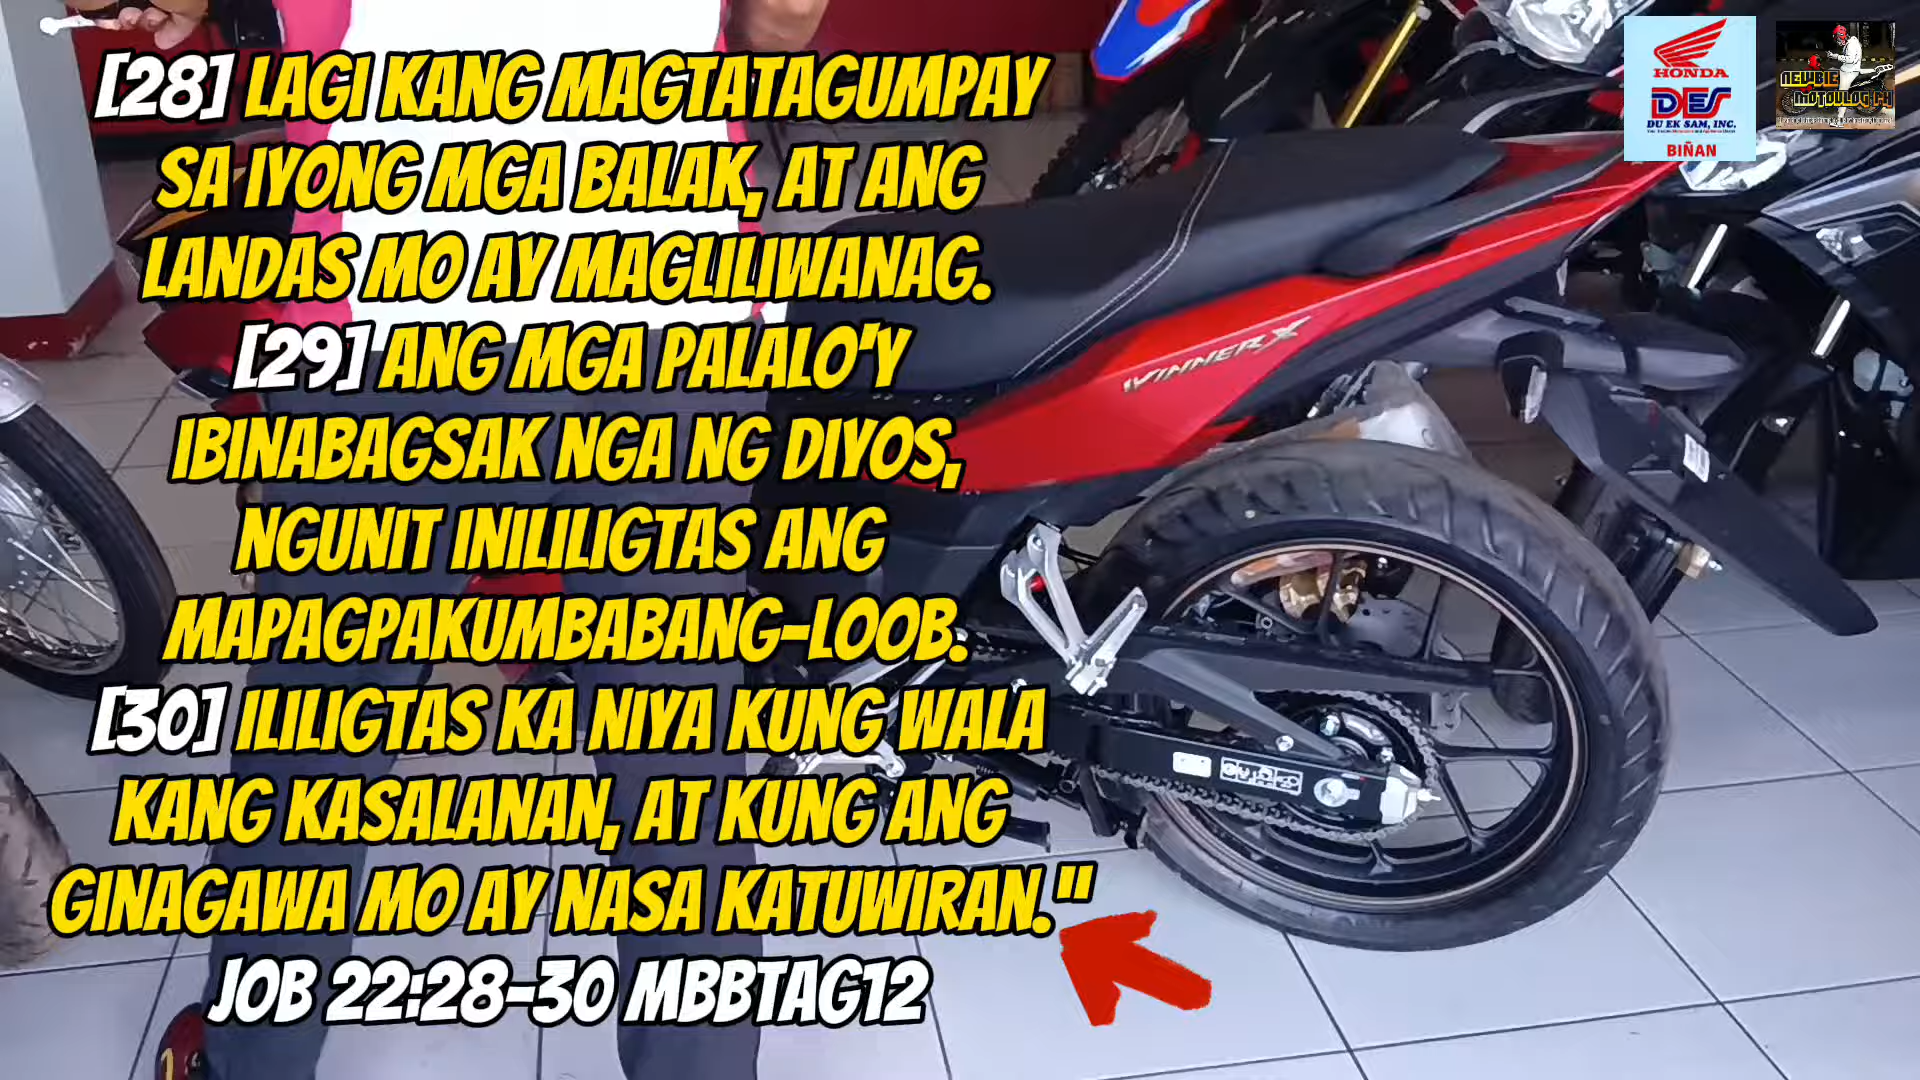 [28] LAGI KANG MAGTATAGUMPAY
SA IYONG MGA BALAK, AT ANG
LANDAS MO AY MAGLILIWANAG.
[29] ANG MGA PALALO'Y
IBINABAGSAK NGA NG DIYOS,
NGUNIT INILILIGTAS ANG
MAPAGPAKUMBABANG-LOOB.
[30] ILILIGTAS KA NIYA KUNG WALA
KANG KASALANAN, AT KUNG ANG
GINAGAWA MO AY NASA KATUWIRAN."
JOB 22:28-30 MBBTAG12
HONDA
DES
DU EK SAM, INC.
BIÑAN
NEWBIE
MOTOVLOG PH
WINNER X